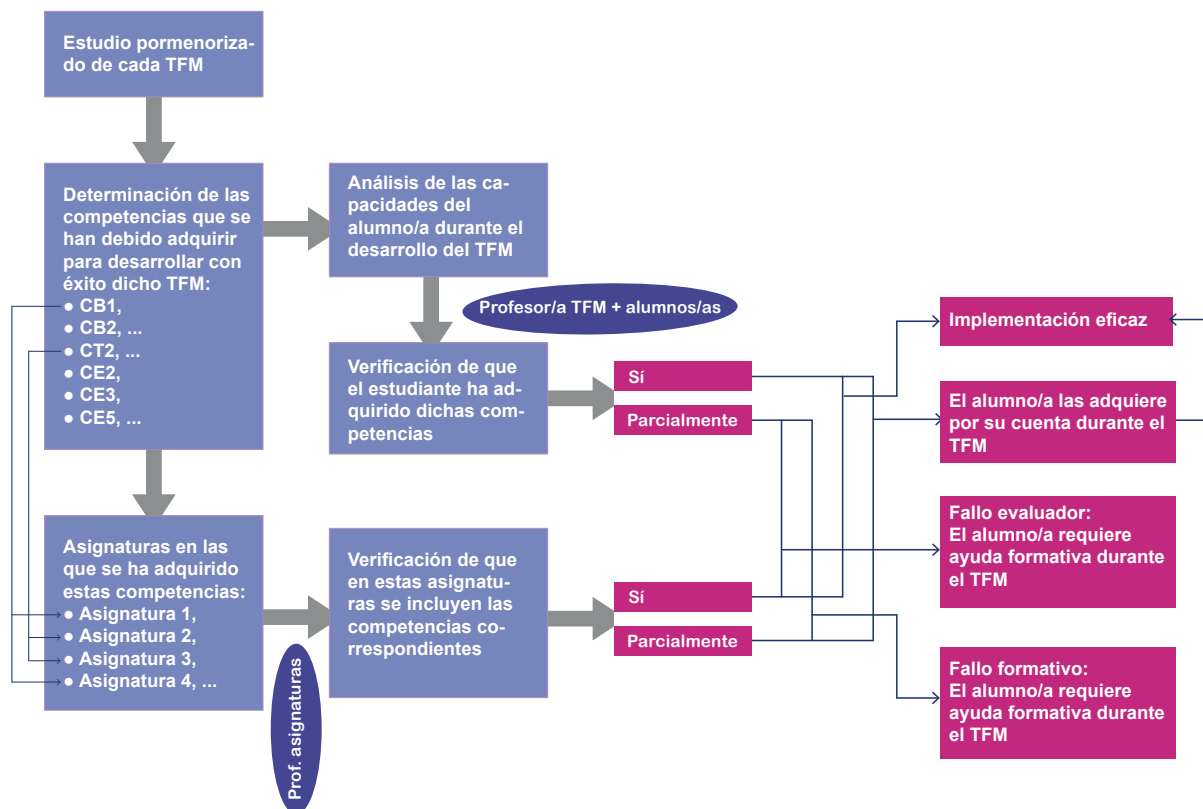 Estudio pormenoriza-
do de cada TFM
Determinación de las
competencias que se
han debido adquirir
para desarrollar con
éxito dicho TFM:
● CB1,
● CB2, ...
● CT2, ...
● CE2,
● CE3,
● CE5, ...
Análisis de las ca-
pacidades del
alumno/a durante el
desarrollo del TFM
Profesor/a TFM + alumnos/as
Verificación de que
el estudiante ha ad-
quirido dichas com-
petencias
Sí
Parcialmente
Implementación eficaz
El alumno/a las adquiere
por su cuenta durante el
TFM
Asignaturas en las
que se ha adquirido
estas competencias:
● Asignatura 1,
● Asignatura 2,
● Asignatura 3,
● Asignatura 4, ...
Prof. asignaturas
Verificación de que
en estas asignatu-
ras se incluyen las
competencias co-
rrespondientes
Sí
Parcialmente
Fallo evaluador:
El alumno/a requiere
ayuda formativa durante
el TFM
Fallo formativo:
El alumno/a requiere
ayuda formativa durante
el TFM